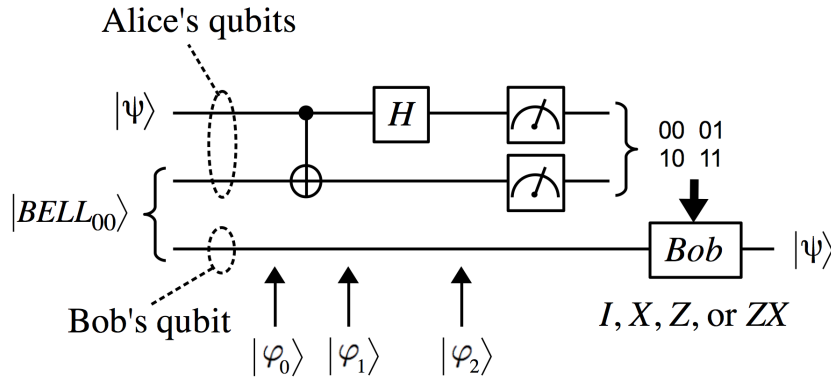 Alice's qubits
|ψ⟩
H
00 01
10 11
|BELL₀₀⟩
Bob
|ψ⟩
Bob's qubit
I, X, Z, or ZX
|φ₀⟩ |φ₁⟩ |φ₂⟩